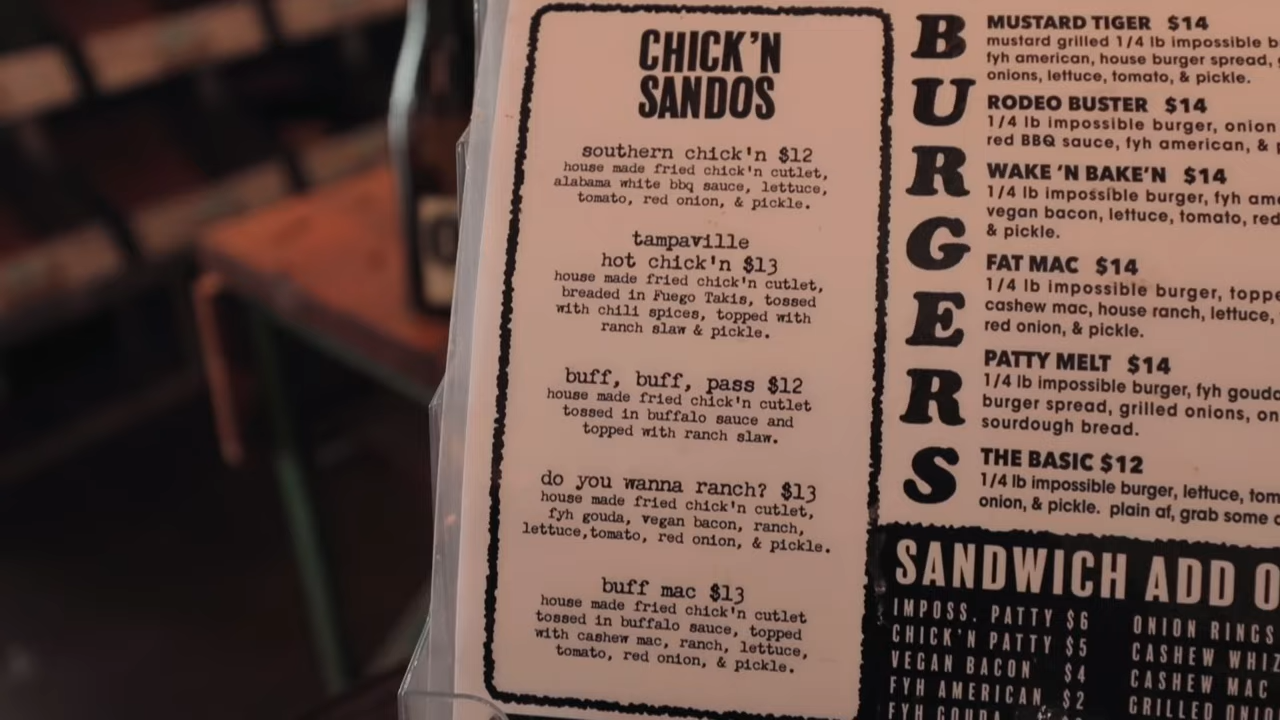 CHICK'N
SANDOS
southern chick'n $12
house made fried chick'n cutlet,
alabama white bbq sauce, lettuce,
tomato, red onion, & pickle.
tampaville
hot chick'n $13
house made fried chick'n cutlet,
breaded in Fuego Takis, tossed
with chili spices, topped with
ranch slaw & pickle.
buff, buff, pass $12
house made fried chick'n cutlet
tossed in buffalo sauce and
topped with ranch slaw.
do you wanna ranch? $13
house made fried chick'n cutlet,
fyh gouda, vegan bacon, ranch,
lettuce,tomato, red onion, & pickle.
buff mac $13
house made fried chick'n cutlet
tossed in buffalo sauce, topped
with cashew mac, ranch, lettuce,
tomato, red onion, & pickle.
BURGERS
MUSTARD TIGER $14
mustard grilled 1/4 lb impossible
fyh american, house burger spread,
onions, lettuce, tomato, & pickle.
RODEO BUSTER $14
1/4 lb impossible burger, onion
red BBQ sauce, fyh american, &
WAKE 'N BAKE'N $14
1/4 lb impossible burger, fyh
vegan bacon, lettuce, tomato, red
& pickle.
FAT MAC $14
1/4 lb impossible burger,
cashew mac, house ranch, lettuce,
red onion, & pickle.
PATTY MELT $14
1/4 lb impossible burger, fyh gouda
burger spread, grilled onions,
sourdough bread.
THE BASIC $12
1/4 lb impossible burger, lettuce,
onion, & pickle. plain af, grab some
SANDWICH ADD
IMPOSS. PATTY $6
CHICK'N PATTY $5
VEGAN BACON $4
FYH AMERICAN $2
FYH GOUDA
ONION RINGS
CASHEW
CASHEW MAC
GRILLED